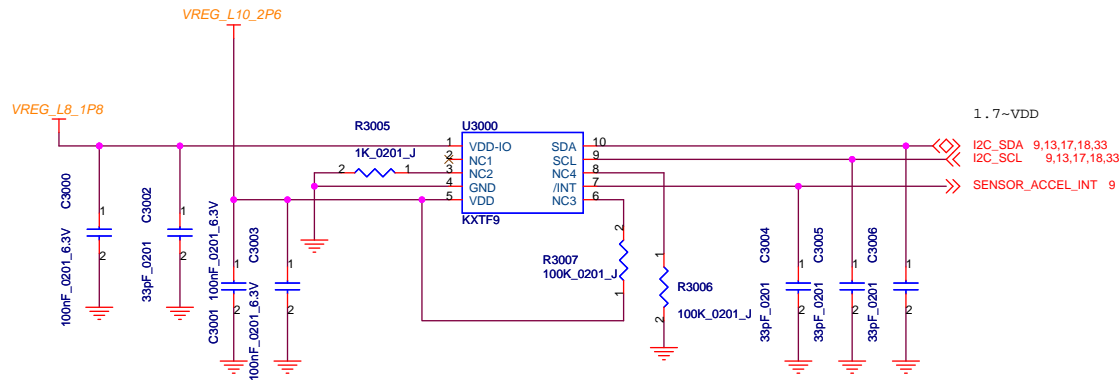 VREG_L10_2P6
VREG_L8_1P8
1.7~VDD
R3005
1K_0201_J
2
1
U3000
1 VDD-IO
2 NC1
3 NC2
4 GND
5 VDD
SDA 10
SCL 9
NC4 8
/INT 7
NC3 6
KXTF9
I2C_SDA 9,13,17,18,33
I2C_SCL 9,13,17,18,33
SENSOR_ACCEL_INT 9
C3000
100nF_0201_6.3V
1
2
C3002
33pF_0201
1
2
C3001
100nF_0201_6.3V
1
2
C3003
100nF_0201_6.3V
1
2
R3007
100K_0201_J
2
1
R3006
100K_0201_J
1
2
C3004
33pF_0201
1
2
C3005
33pF_0201
1
2
C3006
33pF_0201
1
2